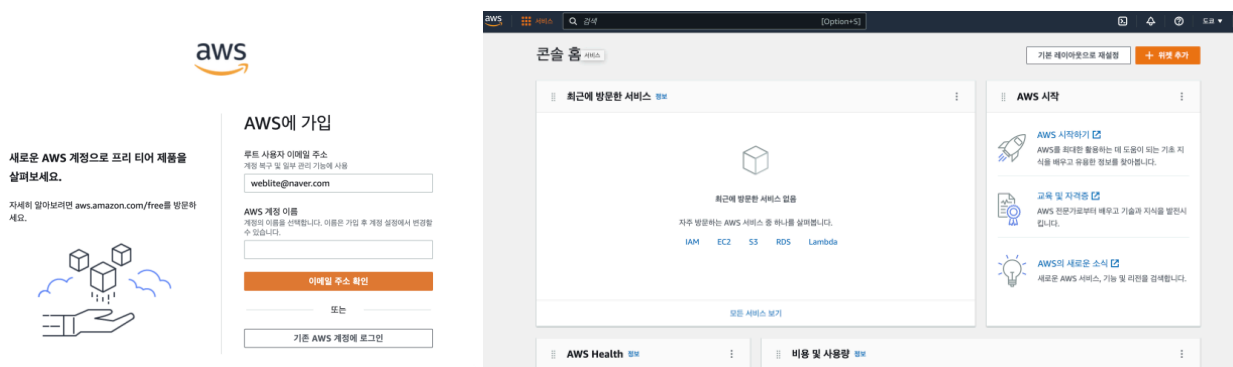 aws
새로운 AWS 계정으로 프리 티어 제품을
살펴보세요.
자세히 알아보려면 aws.amazon.com/free를 방문하
세요.
AWS에 가입
루트 사용자 이메일 주소
계정 복구 및 일부 관리 기능에 사용
weblite@naver.com
AWS 계정 이름
계정의 이름을 선택합니다. 이름은 가입 후 계정 설정에서 변경할
수 있습니다.
이메일 주소 확인
또는
기존 AWS 계정에 로그인
aws 서비스 검색 [Option+S] 도쿄 ▼
콘솔 홈 서비스
기본 레이아웃으로 재설정 + 위젯 추가
최근에 방문한 서비스 정보
최근에 방문한 서비스 없음
자주 방문하는 AWS 서비스 중 하나를 살펴봅니다.
IAM EC2 S3 RDS Lambda
모든 서비스 보기
AWS 시작
AWS 시작하기
AWS를 최대한 활용하는 데 도움이 되는 기초 지
식을 배우고 유용한 정보를 찾아봅니다.
교육 및 자격증
AWS 전문가로부터 배우고 기술과 지식을 발전시
킵니다.
AWS의 새로운 소식
새로운 AWS 서비스, 기능 및 리전을 검색합니다.
AWS Health 정보
비용 및 사용량 정보